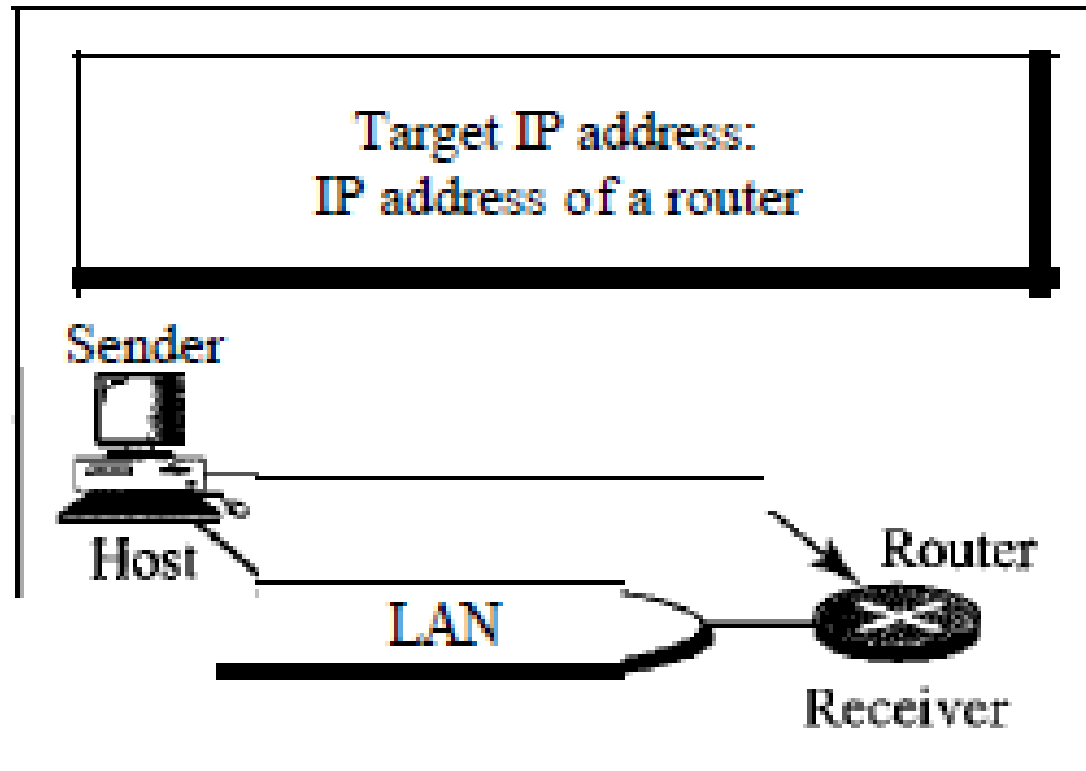 Target IP address:
IP address of a router
Sender
Host
LAN
Router
Receiver